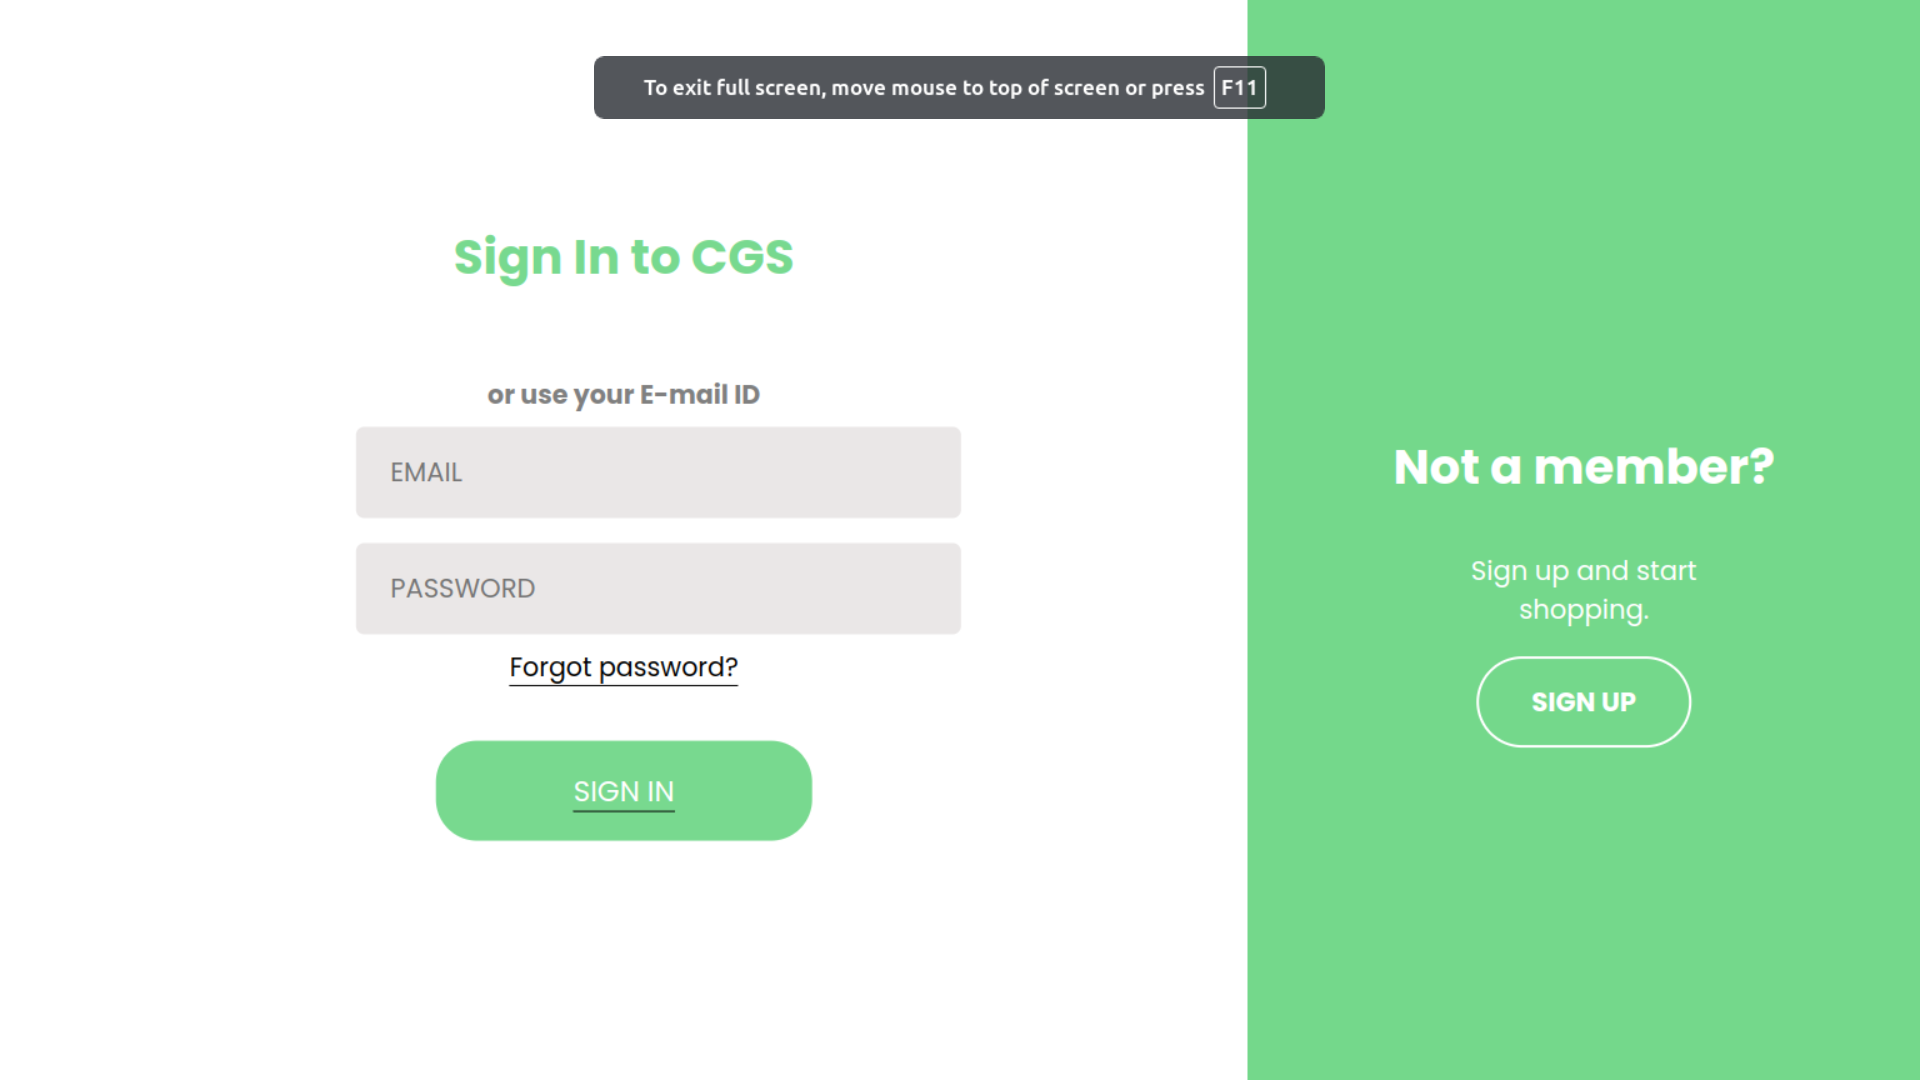 To exit full screen, move mouse to top of screen or press F11
Sign In to CGS
or use your E-mail ID
EMAIL
PASSWORD
Forgot password?
SIGN IN
Not a member?
Sign up and start
shopping.
SIGN UP